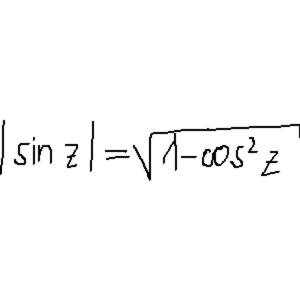 |sin z| = √(1-cos²z)